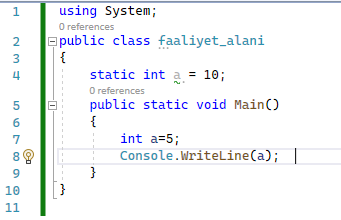 1 using System;
0 references
2 public class faaliyet_alani
3 {
4 static int a = 10;
0 references
5 public static void Main()
6 {
7 int a=5;
8 Console.WriteLine(a);
9 }
10 }
11